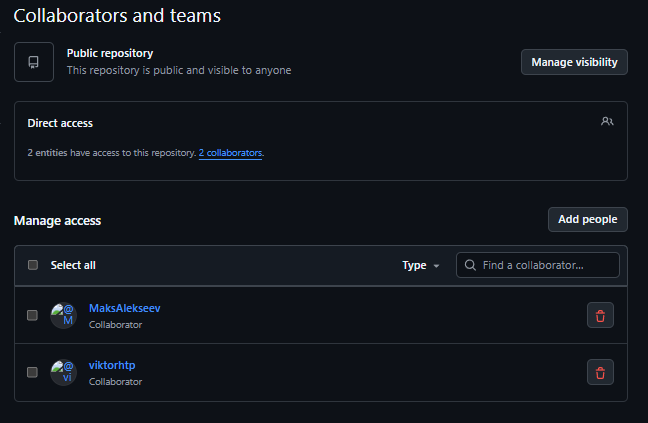 Collaborators and teams
Public repository
This repository is public and visible to anyone
Manage visibility
Direct access
2 entities have access to this repository. 2 collaborators.
Manage access
Add people
Select all
Type
Find a collaborator...
@
M
MaksAlekseev
Collaborator
@
vi
viktorhtp
Collaborator